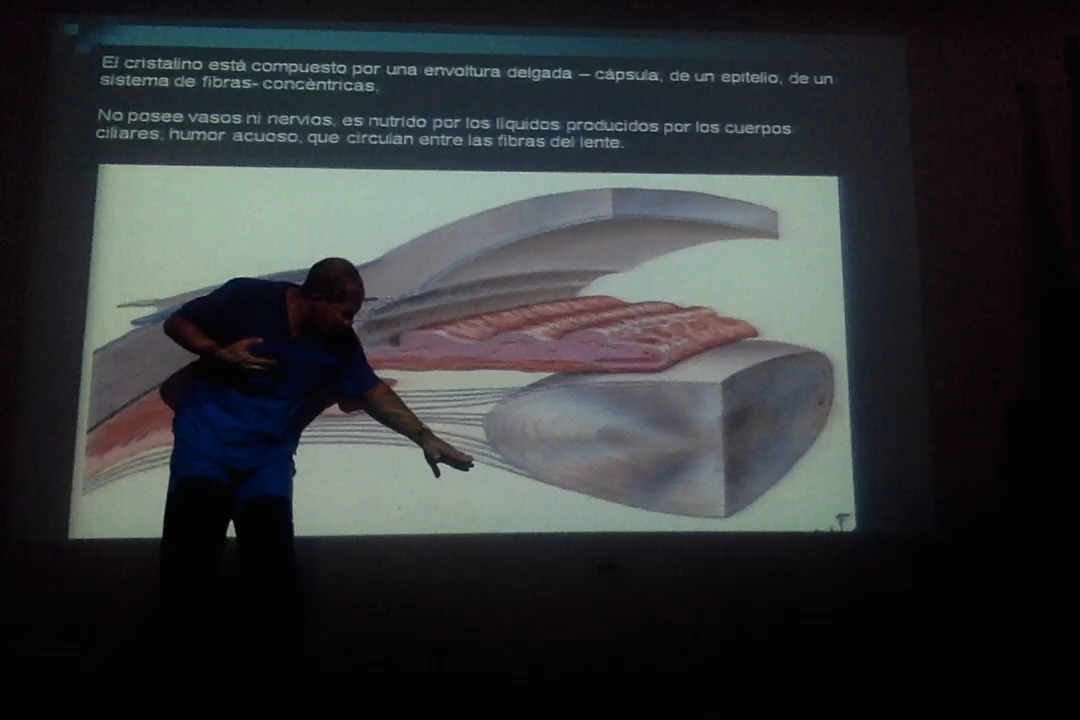 El cristalino está compuesto por una envoltura delgada – cápsula, de un epitelio, de un
sistema de fibras- concèntricas,
No posee vasos ni nervios, es nutrido por los lìquidos producidos por los cuerpos
ciliares, humor acuoso, que circulan entre las fibras del lente.